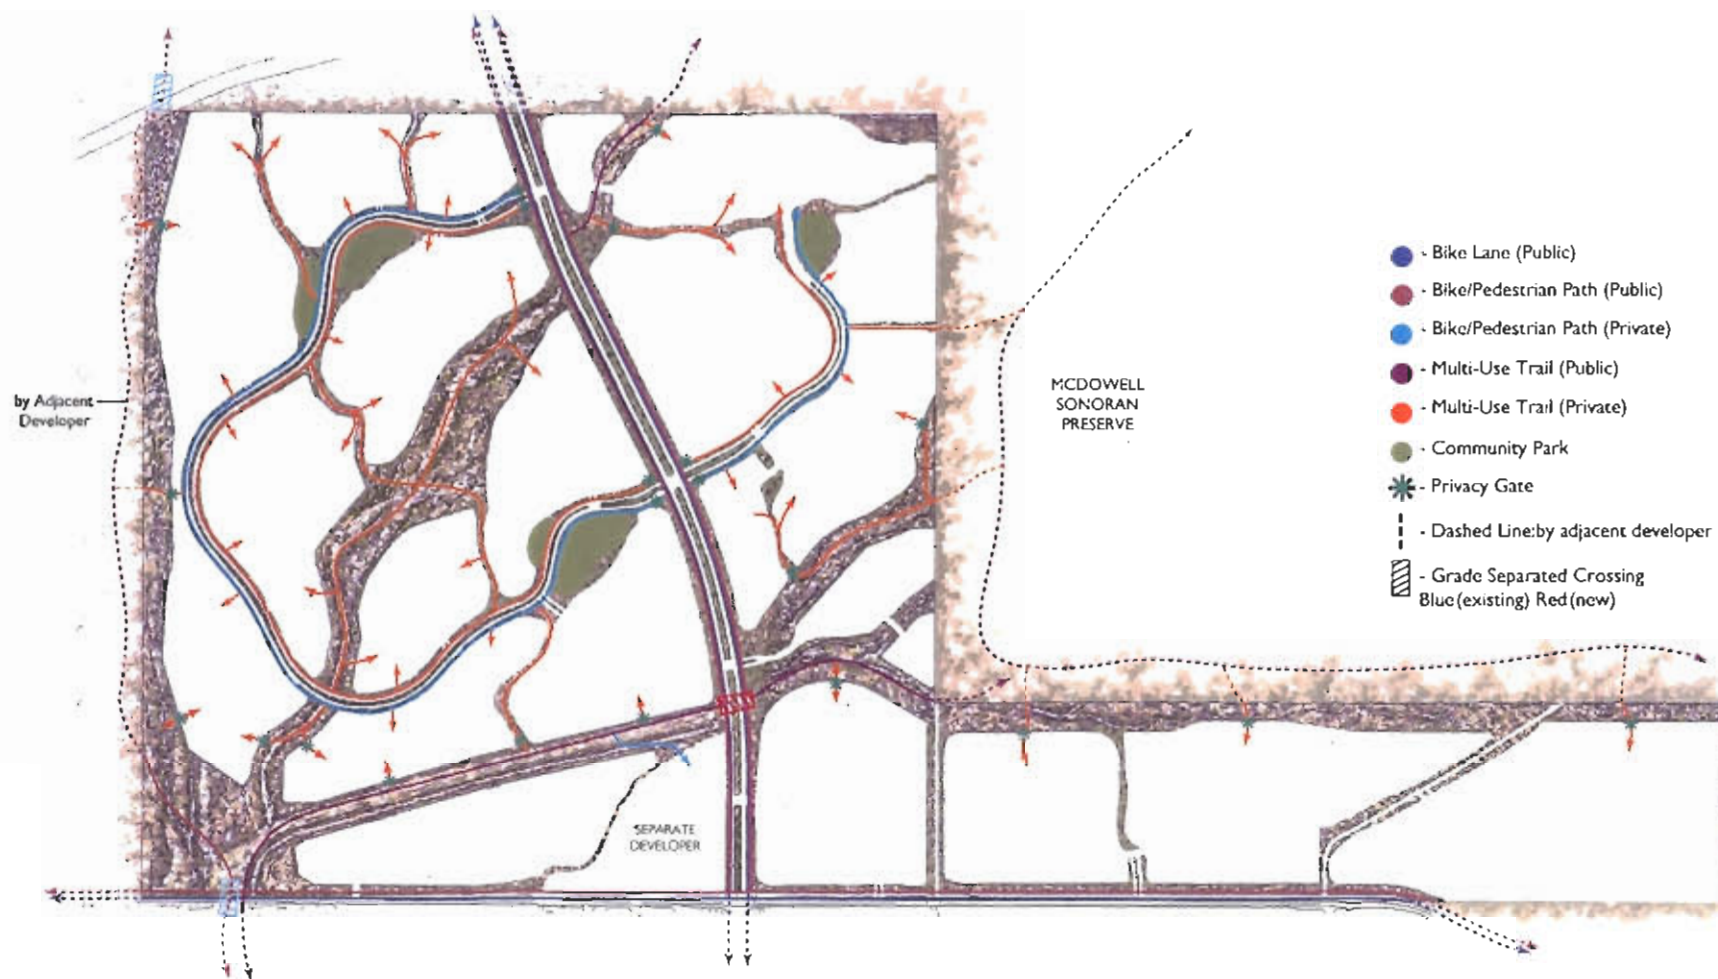 - Bike Lane (Public)
- Bike/Pedestrian Path (Public)
- Bike/Pedestrian Path (Private)
- Multi-Use Trail (Public)
- Multi-Use Trail (Private)
- Community Park
- Privacy Gate
- Dashed Line:by adjacent developer
- Grade Separated Crossing
Blue(existing) Red(new)
MCDOWELL
SONORAN
PRESERVE
by Adjacent
Developer
SEPARATE
DEVELOPER